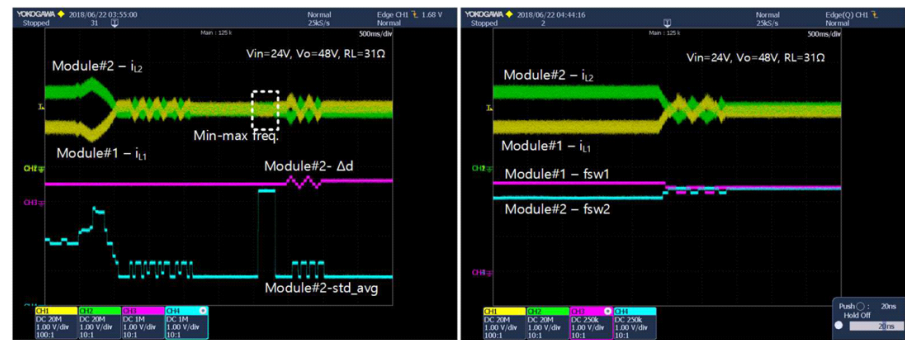 YOKOGAWA 2018/06/22 03:55:00
Normal
Edge CH1
1.68 V
Stopped
31
25kS/s
Normal
Main : 125 k
500ms/div
Vin=24V, Vo=48V, RL=31Ω
Module#2 – iL2
Min-max freq.
Module#1 – iL1
Module#2- Δd
CH2
CH3
Module#2-std_avg
CH1 CH2 CH3 CH4
DC 20M DC 20M DC 1M DC 1M
1.00 V/div 1.00 V/div 1.00 V/div 1.00 V/div
100:1 10:1 10:1 10:1
YOKOGAWA 2018/06/22 04:44:16
Normal
Edge(Q) CH1
Stopped
2
25kS/s
Normal
Main : 125 k
500ms/div
Vin=24V, Vo=48V, RL=31Ω
Module#2 – iL2
Module#1 – iL1
CH2
Module#1 – fsw1
Module#2 – fsw2
CH1 CH2 CH3 CH4
DC 20M DC 20M DC 250k DC 250k
1.00 V/div 1.00 V/div 1.00 V/div 1.00 V/div
100:1 10:1 10:1 10:1
Push : 20ns
Hold Off
20ns